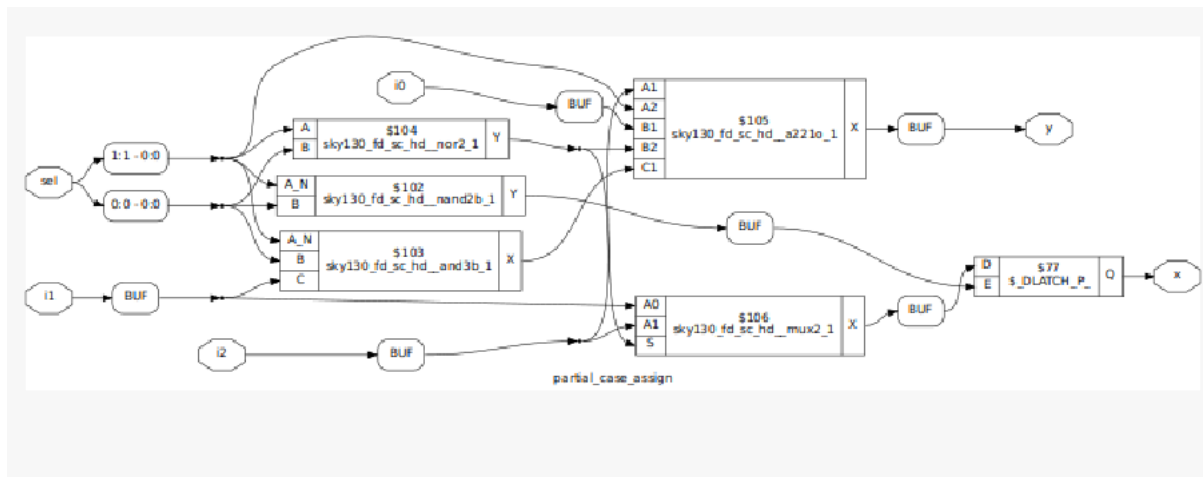 i0
BUF
A1
A2
B1
B2
C1
$105
sky130_fd_sc_hd__a221o_1
X
BUF
y
A
B
$104
sky130_fd_sc_hd__nor2_1
Y
sel
1:1 - 0:0
0:0 - 0:0
A_N
B
$102
sky130_fd_sc_hd__nand2b_1
Y
BUF
A_N
B
C
$103
sky130_fd_sc_hd__and3b_1
X
D
E
$77
$_DLATCH_P_
Q
x
i1
BUF
A0
A1
S
$106
sky130_fd_sc_hd__mux2_1
X
BUF
i2
BUF
partial_case_assign